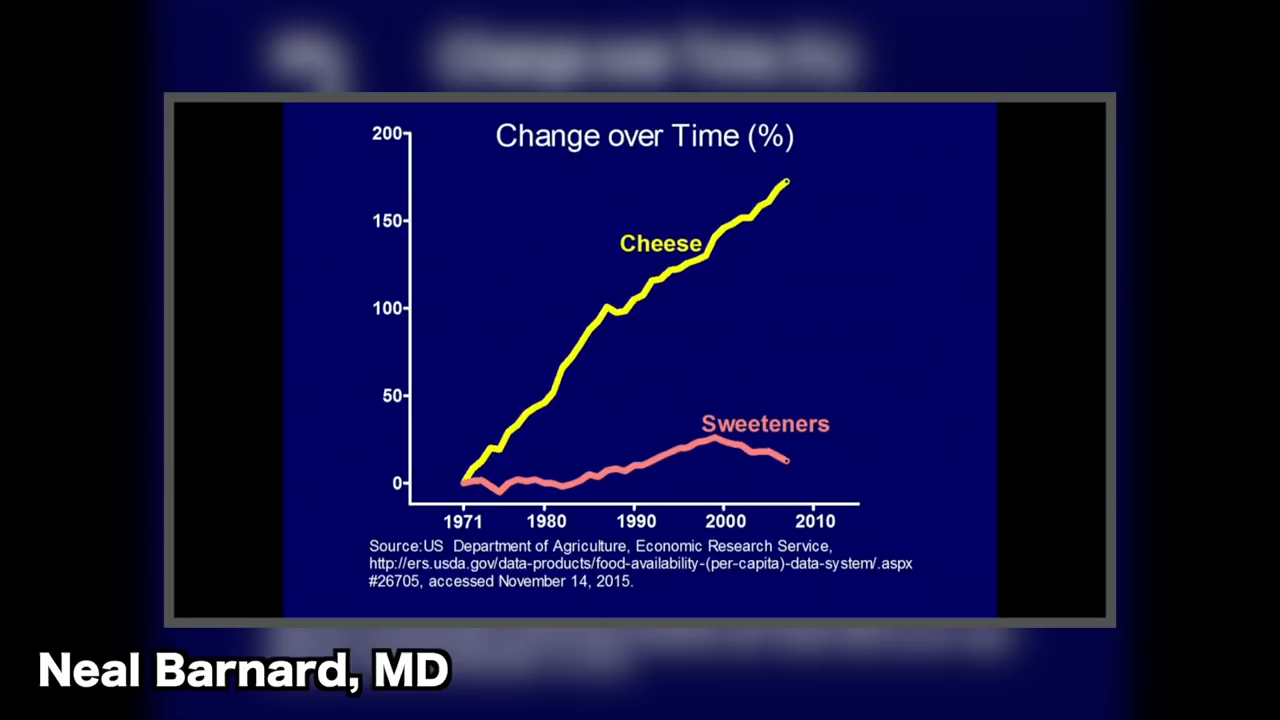 Change over Time (%)
200
150
100
50
0
Cheese
Sweeteners
1971 1980 1990 2000 2010
Source:US Department of Agriculture, Economic Research Service,
http://ers.usda.gov/data-products/food-availability-(per-capita)-data-system/.aspx
#26705, accessed November 14, 2015.
Neal Barnard, MD